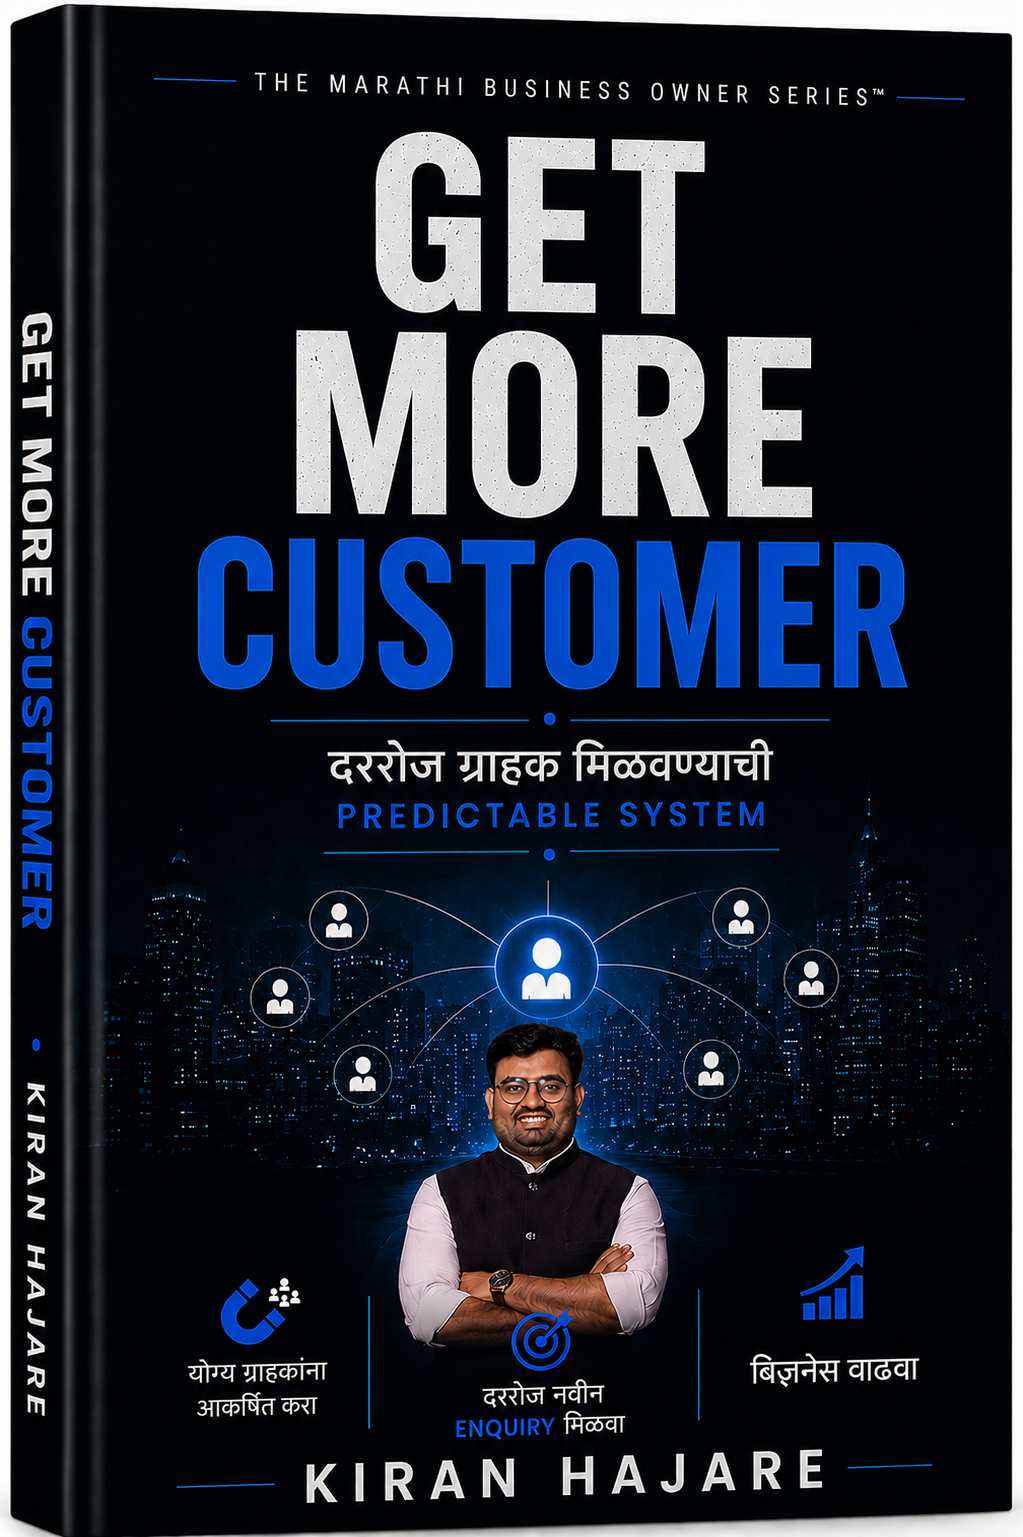 THE MARATHI BUSINESS OWNER SERIES™
GET
MORE
CUSTOMER
दररोज ग्राहक मिळवण्याची
PREDICTABLE SYSTEM
योग्य ग्राहकांना
आकर्षित करा
दररोज नवीन
ENQUIRY मिळवा
बिज़नेस वाढवा
KIRAN HAJARE
GET MORE CUSTOMER • KIRAN HAJARE